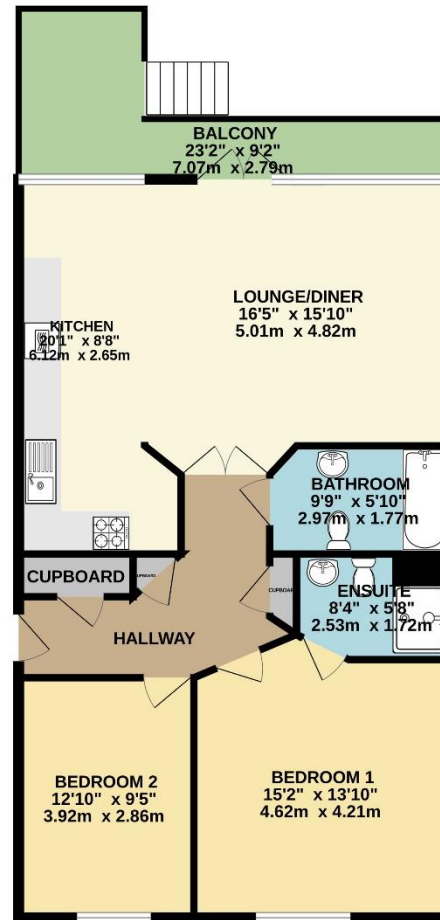 BALCONY
23'2" x 9'2"
7.07m x 2.79m
LOUNGE/DINER
16'5" x 15'10"
5.01m x 4.82m
KITCHEN
20'1" x 8'8"
6.12m x 2.65m
BATHROOM
9'9" x 5'10"
2.97m x 1.77m
CUPBOARD
CUPBOARD
CUPBOARD
ENSUITE
8'4" x 5'8"
2.53m x 1.72m
HALLWAY
BEDROOM 2
12'10" x 9'5"
3.92m x 2.86m
BEDROOM 1
15'2" x 13'10"
4.62m x 4.21m